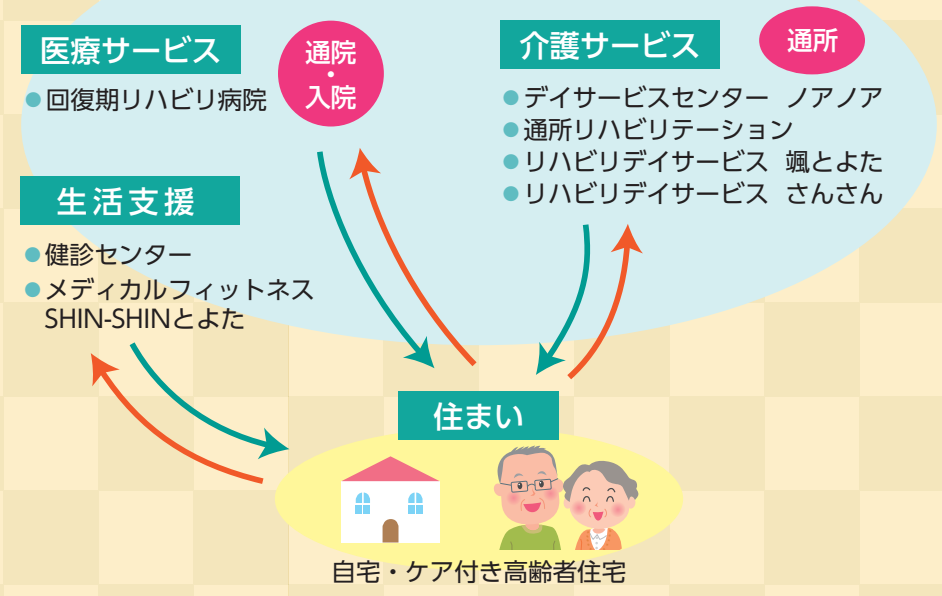 医療サービス
通院
・
入院
●回復期リハビリ病院
介護サービス
通所
●デイサービスセンター ノアノア
●通所リハビリテーション
●リハビリデイサービス 颯とよた
●リハビリデイサービス さんさん
生活支援
●健診センター
●メディカルフィットネス
SHIN-SHINとよた
住まい
自宅・ケア付き高齢者住宅